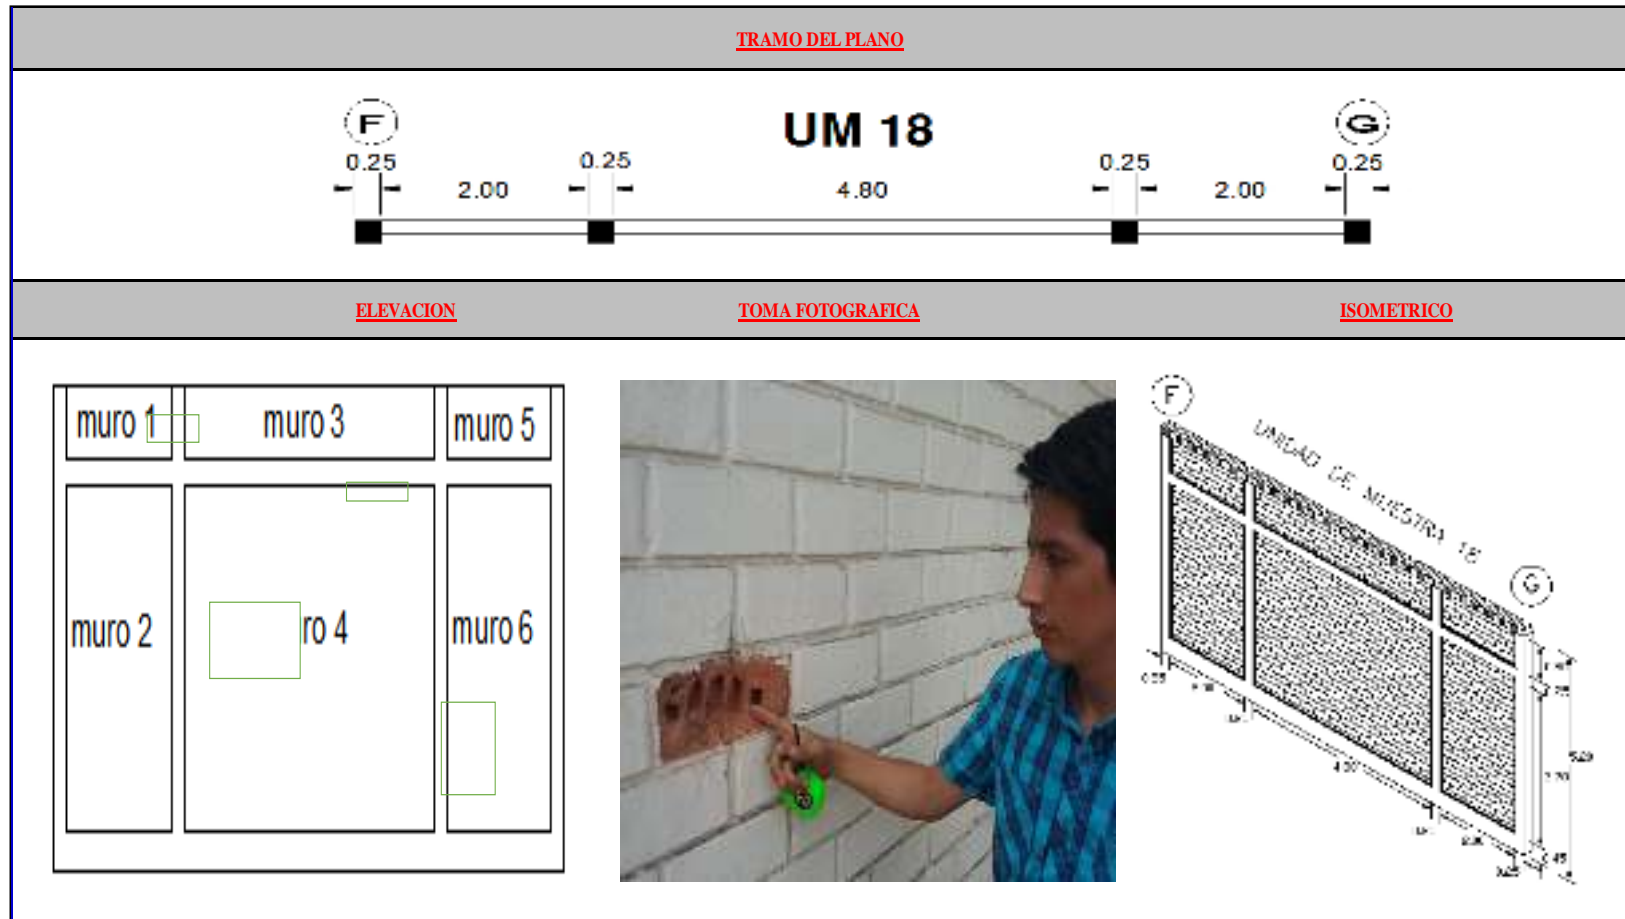 TRAMO DEL PLANO
F UM 18 G
0.25 0.25 0.25 0.25
2.00 4.80 2.00
ELEVACION TOMA FOTOGRAFICA ISOMETRICO
muro 1 muro 3 muro 5
muro 2 ro 4 muro 6
F
UNIDAD DE MUESTRA 18
G